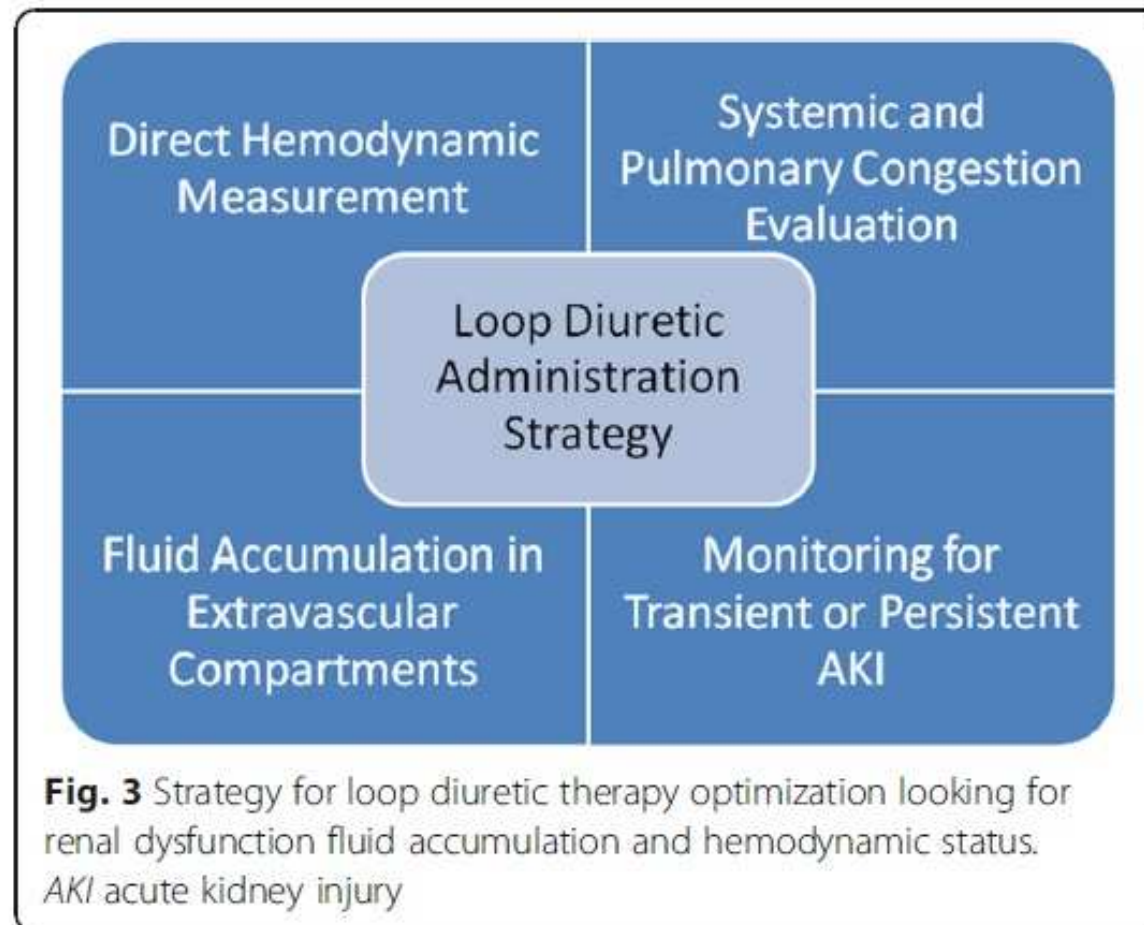 Direct Hemodynamic
Measurement
Systemic and
Pulmonary Congestion
Evaluation
Loop Diuretic
Administration
Strategy
Fluid Accumulation in
Extravascular
Compartments
Monitoring for
Transient or Persistent
AKI
Fig. 3 Strategy for loop diuretic therapy optimization looking for
renal dysfunction fluid accumulation and hemodynamic status.
AKI acute kidney injury